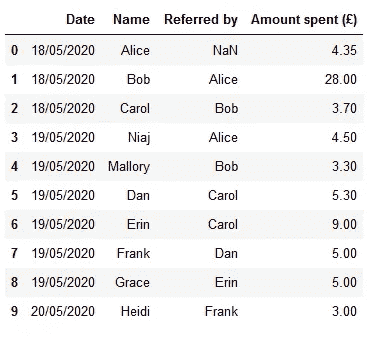 Date Name Referred by Amount spent (£)
0 18/05/2020 Alice NaN 4.35
1 18/05/2020 Bob Alice 28.00
2 18/05/2020 Carol Bob 3.70
3 19/05/2020 Niaj Alice 4.50
4 19/05/2020 Mallory Bob 3.30
5 19/05/2020 Dan Carol 5.30
6 19/05/2020 Erin Carol 9.00
7 19/05/2020 Frank Dan 5.00
8 19/05/2020 Grace Erin 5.00
9 20/05/2020 Heidi Frank 3.00